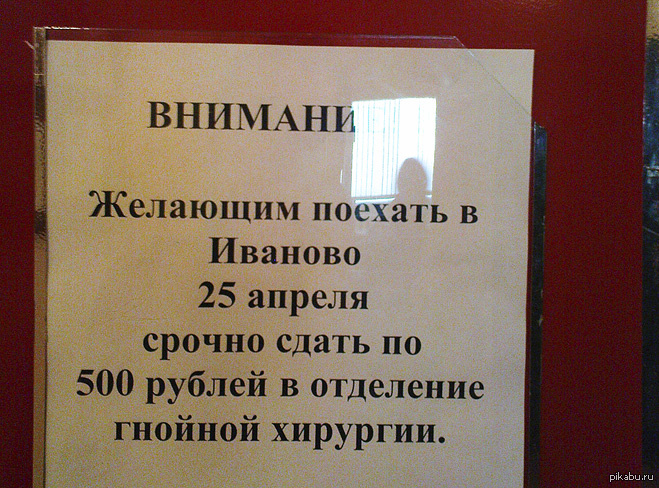 ВНИМАНИ
Желающим поехать в
Иваново
25 апреля
срочно сдать по
500 рублей в отделение
гнойной хирургии.
pikabu.ru